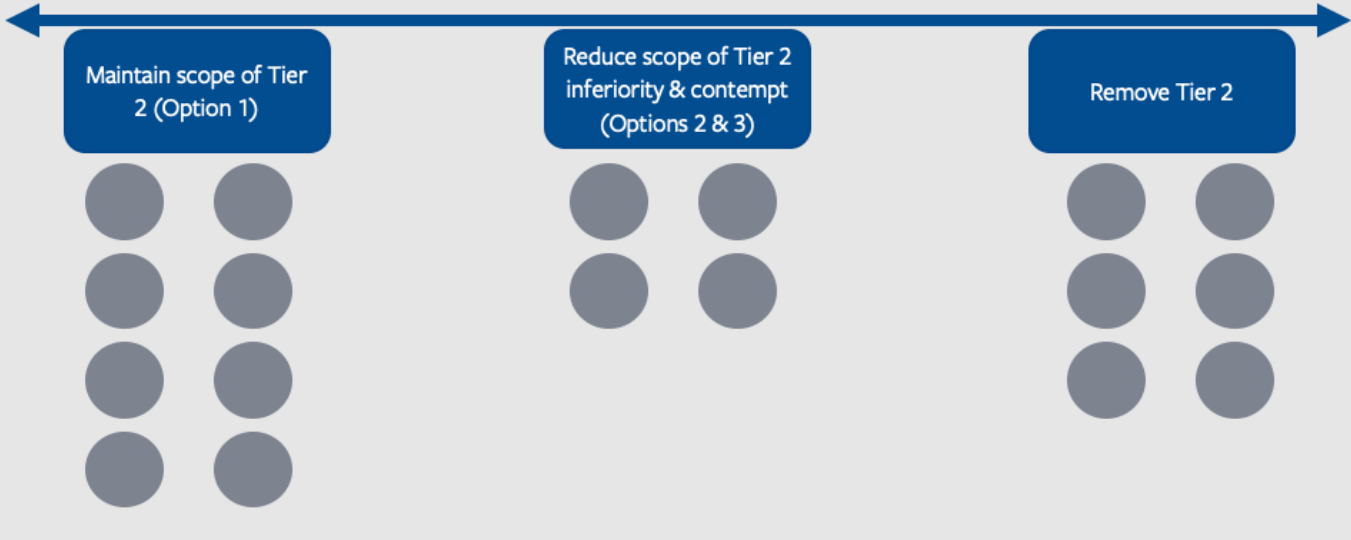 Maintain scope of Tier
2 (Option 1)
Reduce scope of Tier 2
inferiority & contempt
(Options 2 & 3)
Remove Tier 2